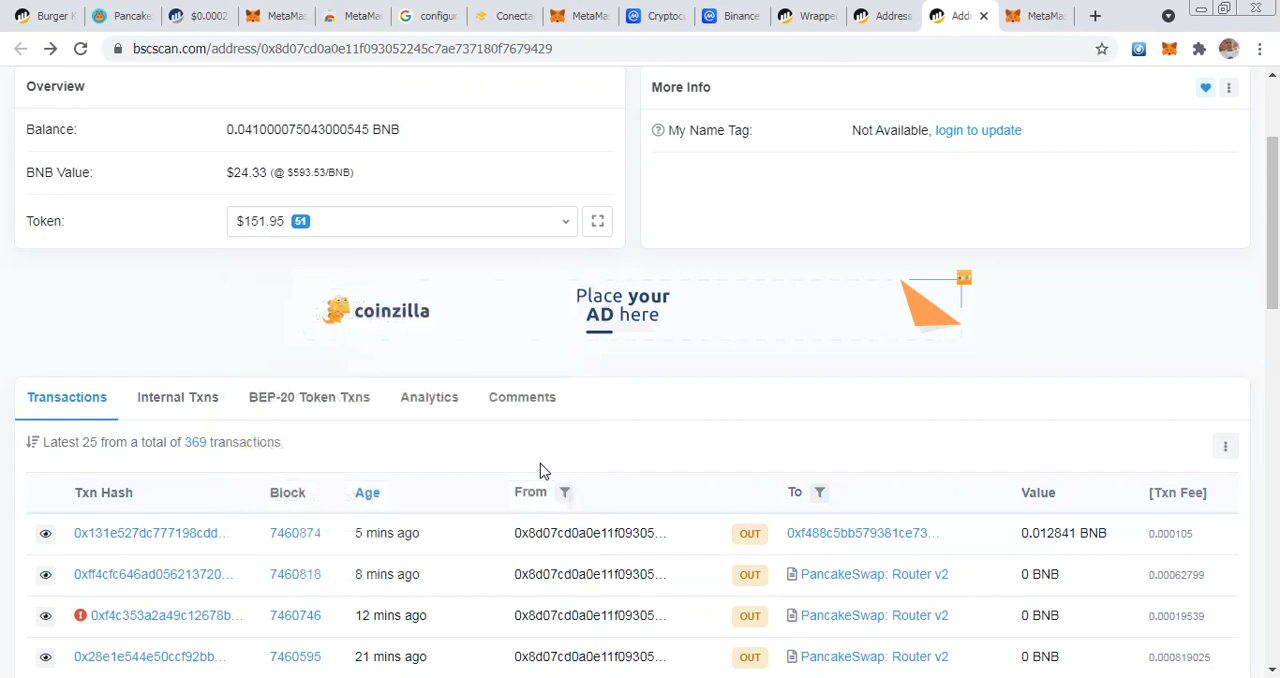 Burger K
Pancake
$0.0002
MetaMa
MetaMa
configur
Conecta
MetaMa
Cryptoc
Binance
Wrappe
Address
Add
MetaMa
bscscan.com/address/0x8d07cd0a0e11f093052245c7ae737180f7679429
Overview
More Info
Balance: 0.041000075043000545 BNB
My Name Tag: Not Available, login to update
BNB Value: $24.33 (@ $593.53/BNB)
Token: $151.95 51
coinzilla
Place your
AD here
Transactions Internal Txns BEP-20 Token Txns Analytics Comments
Latest 25 from a total of 369 transactions
Txn Hash Block Age From To Value [Txn Fee]
0x131e527dc777198cdd... 7460874 5 mins ago 0x8d07cd0a0e11f09305... OUT 0xf488c5bb579381ce73... 0.012841 BNB 0.000105
0xff4cfc646ad056213720... 7460818 8 mins ago 0x8d07cd0a0e11f09305... OUT PancakeSwap: Router v2 0 BNB 0.00062799
0xf4c353a2a49c12678b... 7460746 12 mins ago 0x8d07cd0a0e11f09305... OUT PancakeSwap: Router v2 0 BNB 0.00019539
0x28e1e544e50ccf92bb... 7460595 21 mins ago 0x8d07cd0a0e11f09305... OUT PancakeSwap: Router v2 0 BNB 0.000819025